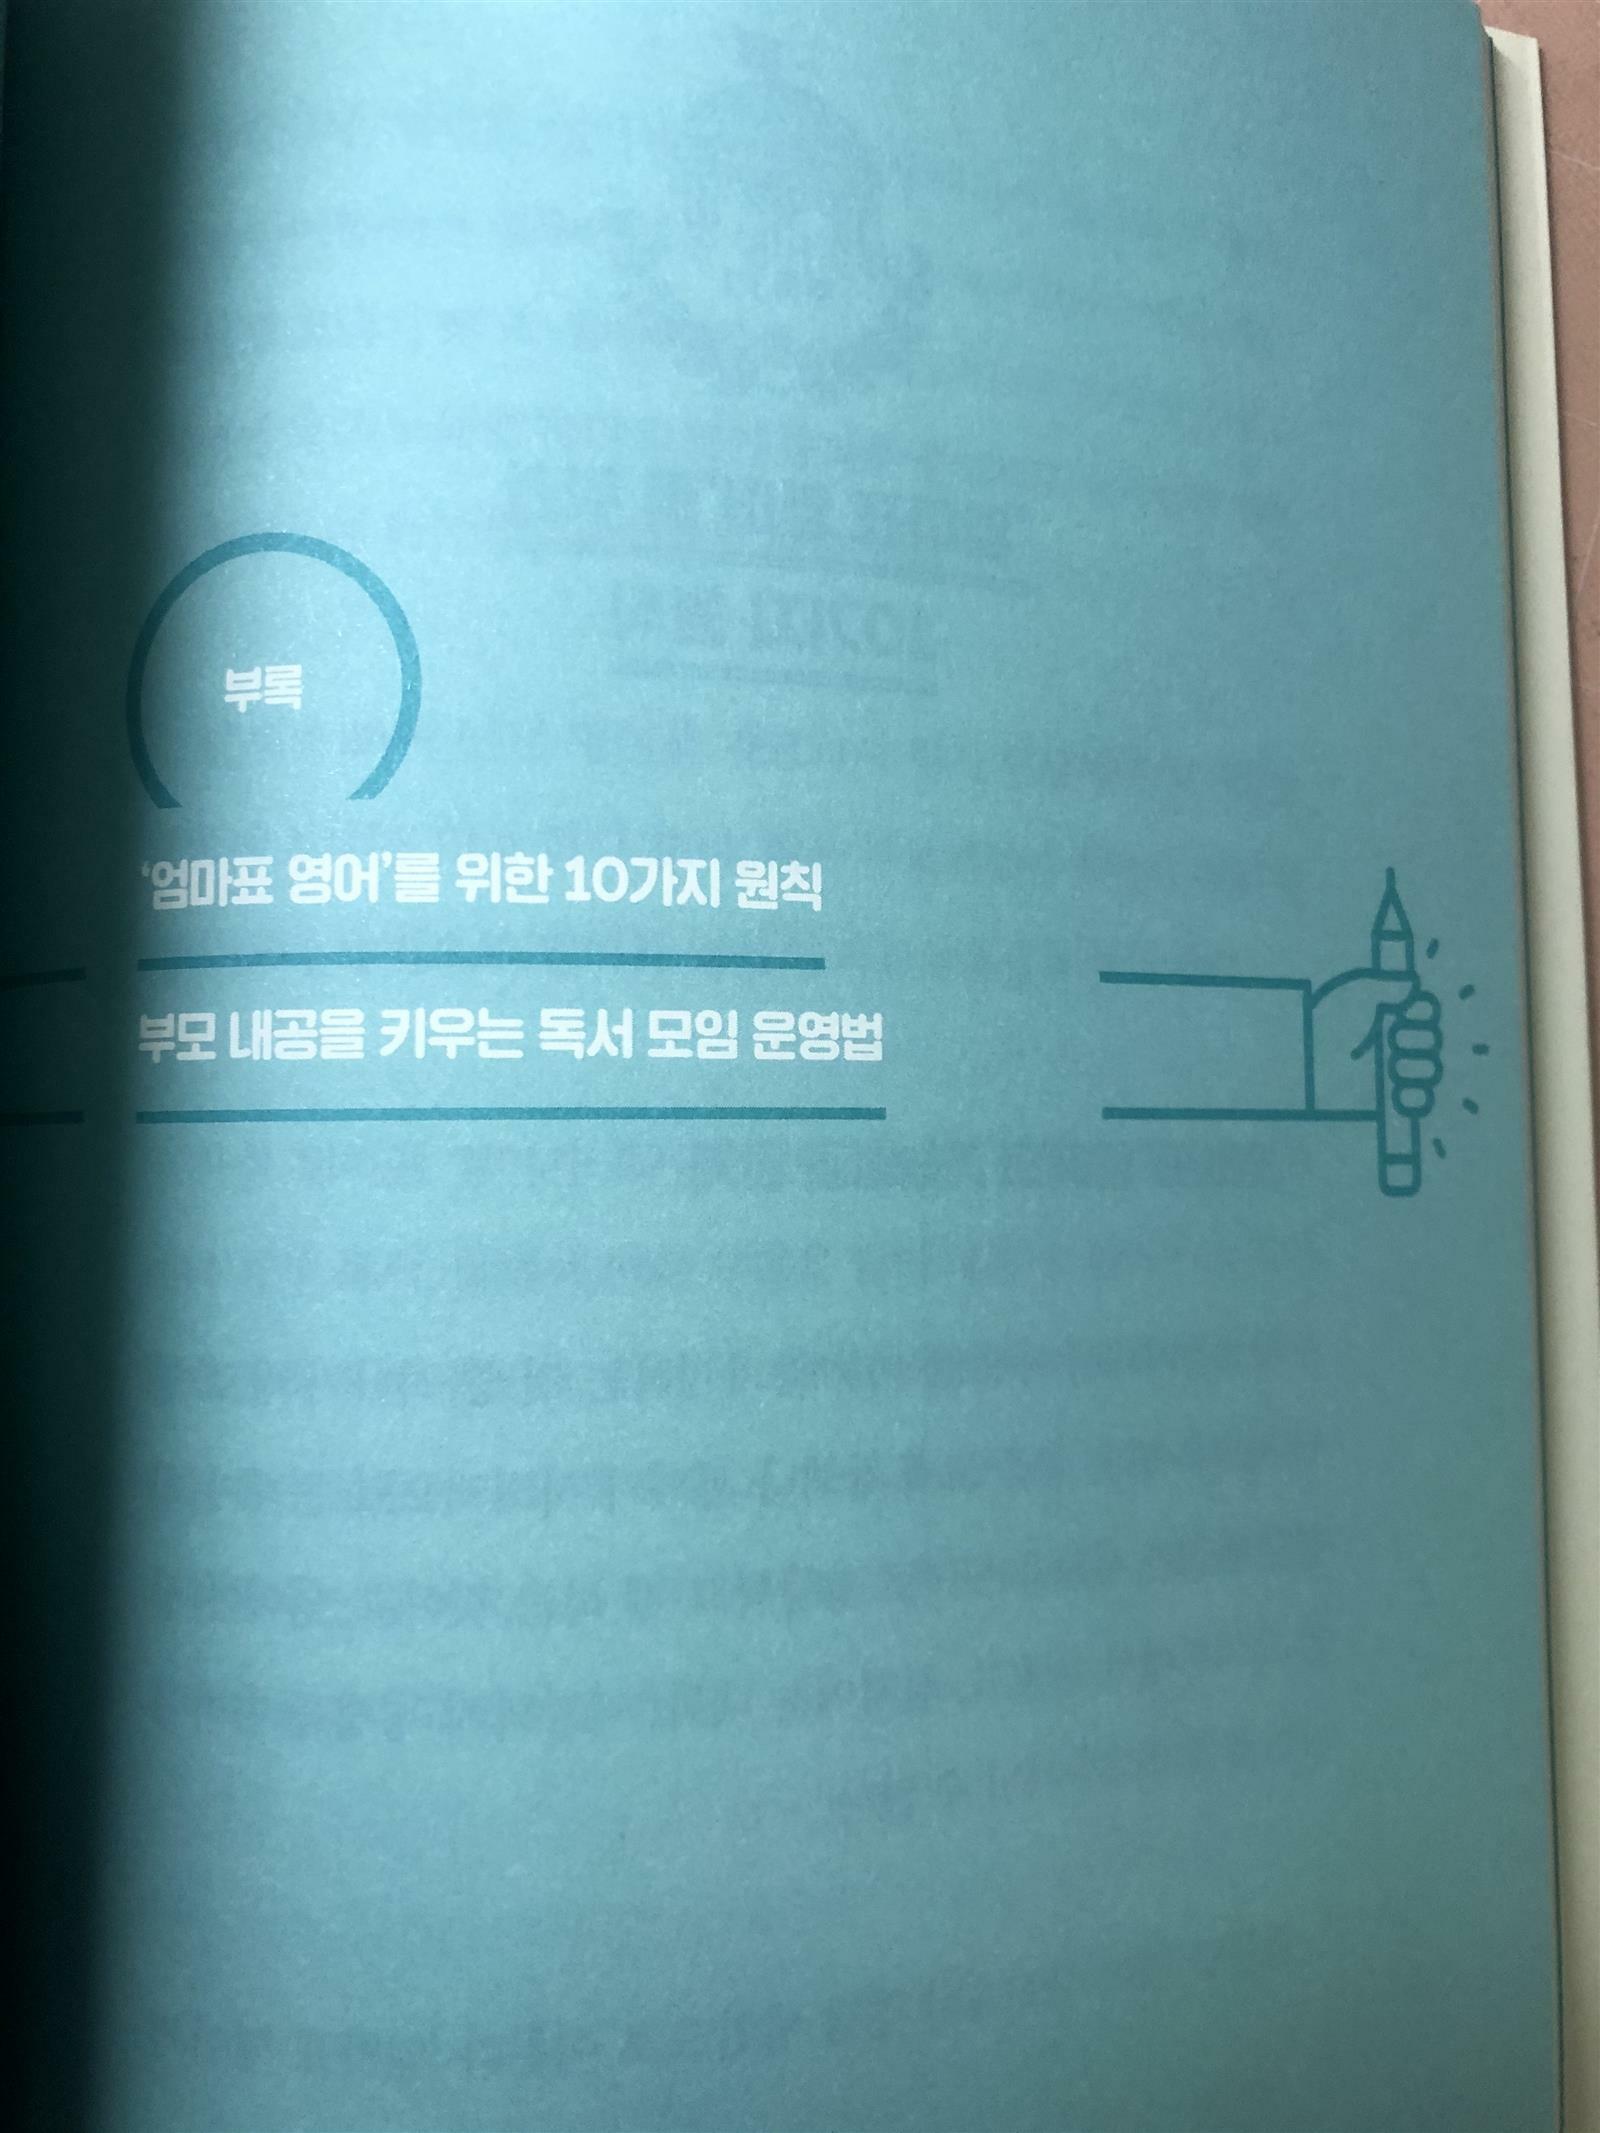 부록
‘엄마표 영어’를 위한 10가지 원칙
부모 내공을 키우는 독서 모임 운영법